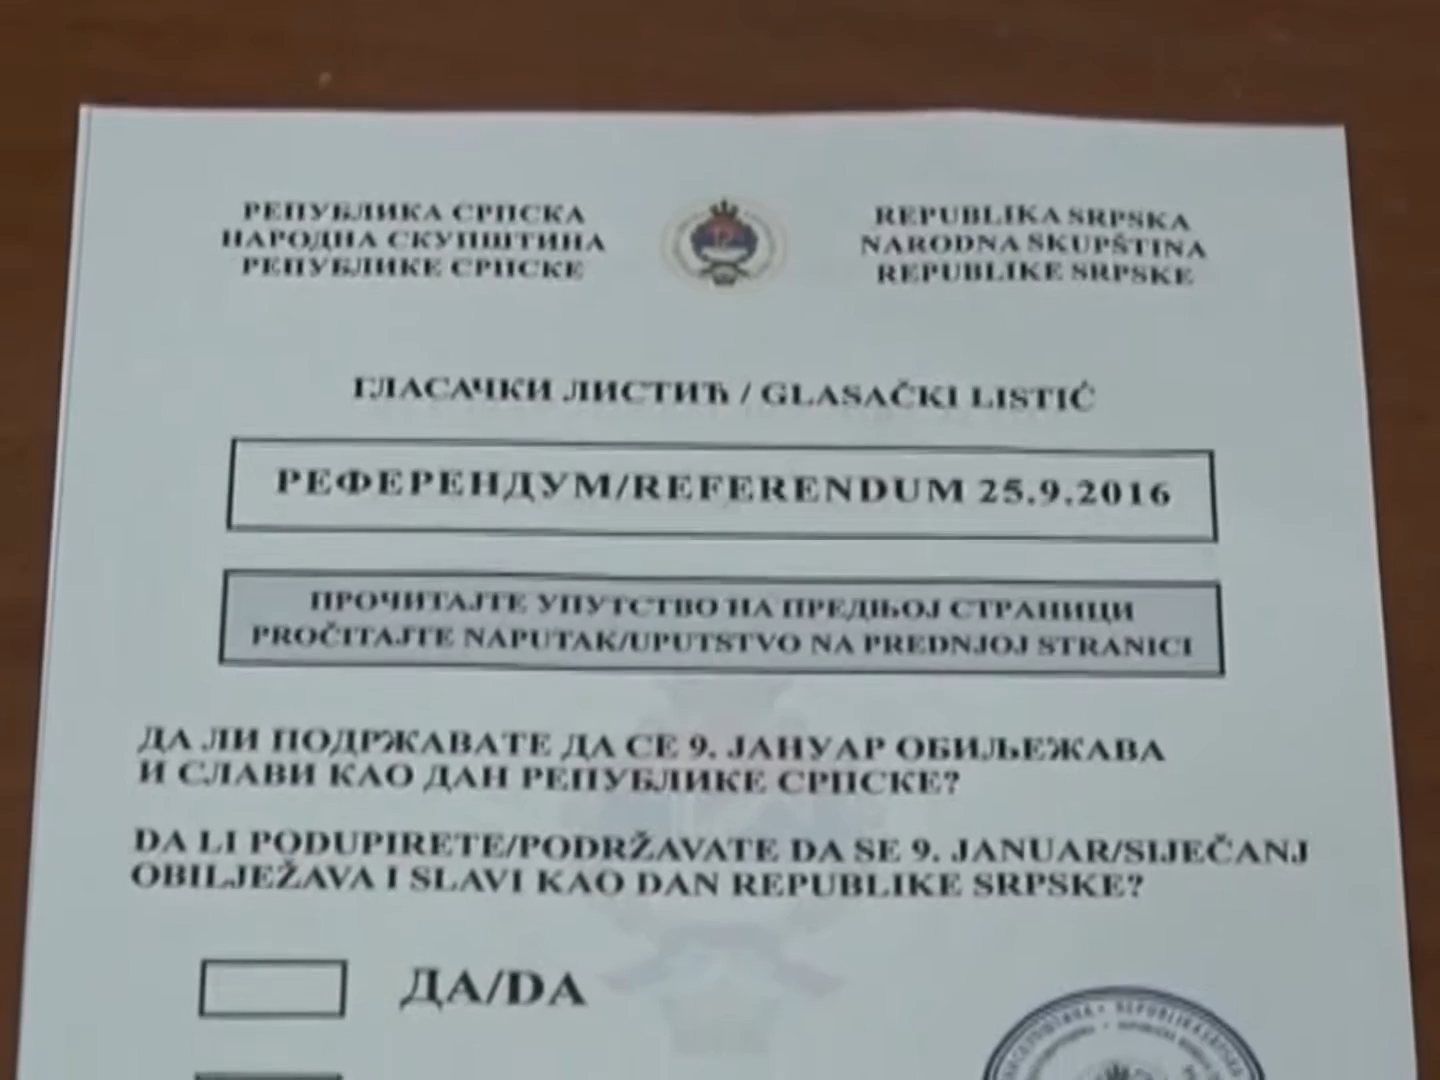 РЕПУБЛИКА СРПСКА
НАРОДНА СКУПШТИНА
РЕПУБЛИКЕ СРПСКЕ
REPUBLIKA SRPSKA
NARODNA SKUPŠTINA
REPUBLIKE SRPSKE
ГЛАСАЧКИ ЛИСТИЋ / GLASAČKI LISTIĆ
РЕФЕРЕНДУМ/REFERENDUM 25.9.2016
ПРОЧИТАЈТЕ УПУТСТВО НА ПРЕДЊОЈ СТРАНИЦИ
PROČITAJTE NAPUTAK/UPUTSTVO NA PREDNJOJ STRANICI
ДА ЛИ ПОДРЖАВАТЕ ДА СЕ 9. ЈАНУАР ОБИЉЕЖАВА
И СЛАВИ КАО ДАН РЕПУБЛИКЕ СРПСКЕ?
DA LI PODUPIRETE/PODRŽAVATE DA SE 9. JANUAR/SIJEČANJ
OBILJEŽAVA I SLAVI KAO DAN REPUBLIKE SRPSKE?
ДА/DA
REPUBLIKA SRPSKA